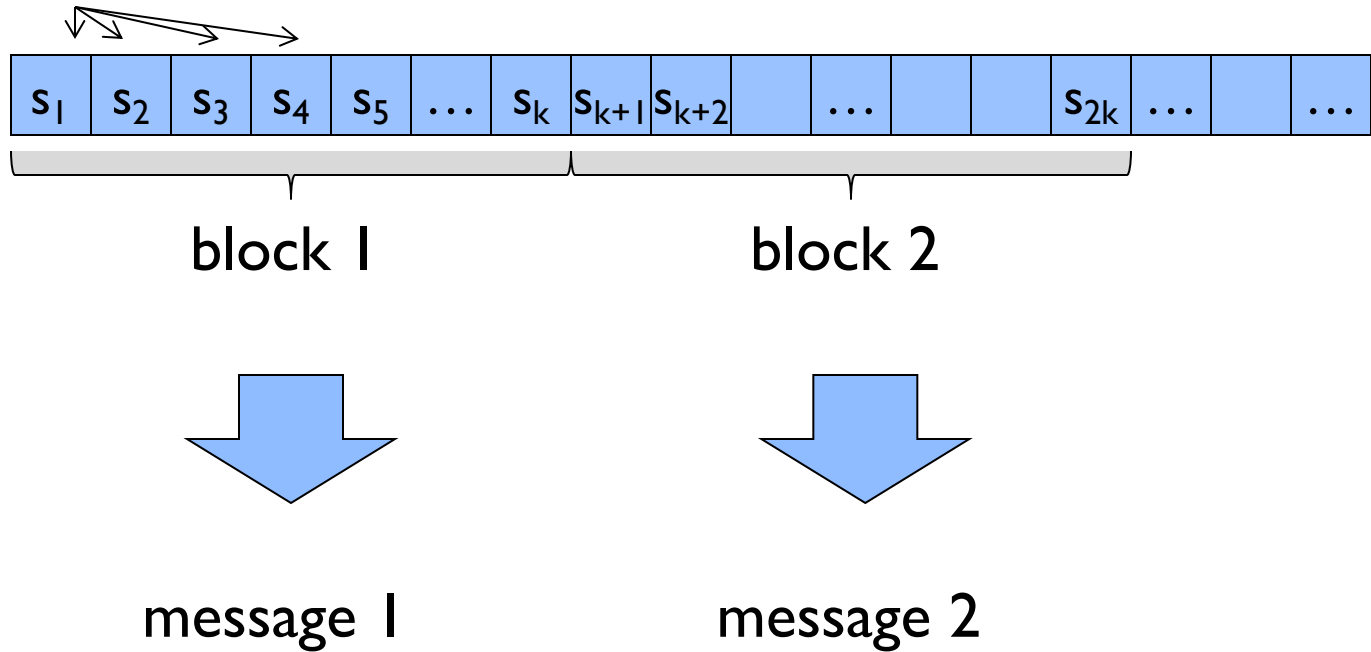 s₁ s₂ s₃ s₄ s₅ … sₖ sₖ₊₁ sₖ₊₂ … s₂ₖ … …
block 1 block 2
message 1 message 2